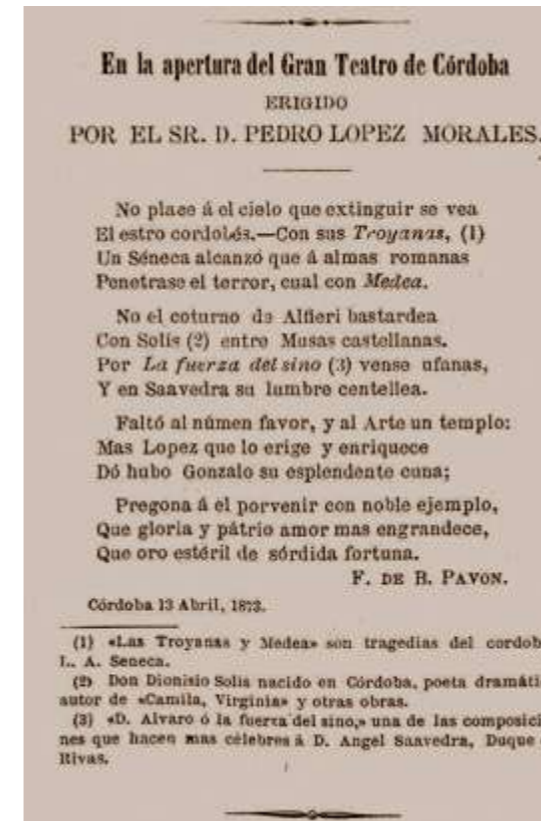 En la apertura del Gran Teatro de Córdoba
ERIGIDO
POR EL SR. D. PEDRO LOPEZ MORALES.
No place á el cielo que extinguir se vea
El estro cordobés.—Con sus Troyanas, (1)
Un Séneca alcanzó que á almas romanas
Penetrase el terror, cual con Medea.
No el coturno de Alfieri bastardea
Con Solís (2) entre Musas castellanas.
Por La fuerza del sino (3) vense ufanas,
Y en Saavedra su lumbre centellea.
Faltó al númen favor, y al Arte un templo:
Mas Lopez que lo erige y enriquece
Dó hubo Gonzalo su esplendente cuna;
Pregona á el porvenir con noble ejemplo,
Que gloria y pátrio amor mas engrandece,
Que oro estéril de sórdida fortuna.
F. DE B. PAVON.
Córdoba 13 Abril, 1873.
(1) «Las Troyanas y Medea» son tragedias del cordob
L. A. Seneca.
(2) Don Dionisio Solis nacido en Córdoba, poeta dramáti
autor de «Camila, Virginia» y otras obras.
(3) «D. Alvaro ó la fuerza del sino,» una de las composici
nes que hacen mas célebres á D. Angel Saavedra, Duque
Rivas.